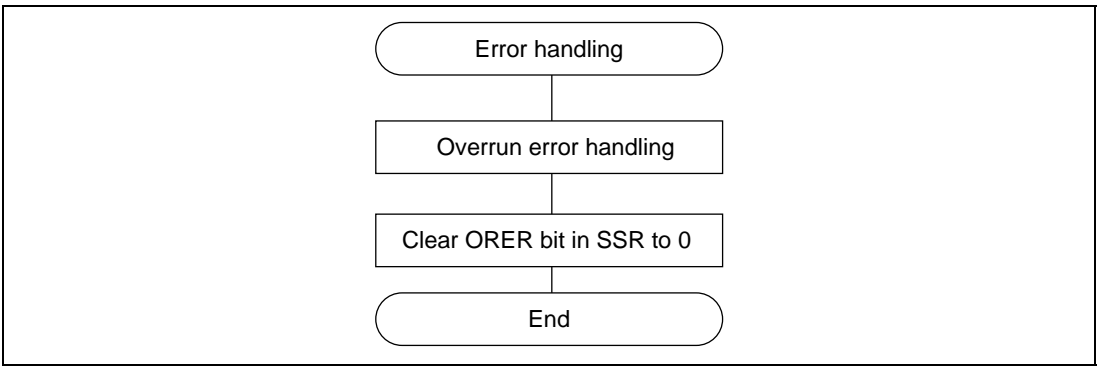 Error handling
Overrun error handling
Clear ORER bit in SSR to 0
End